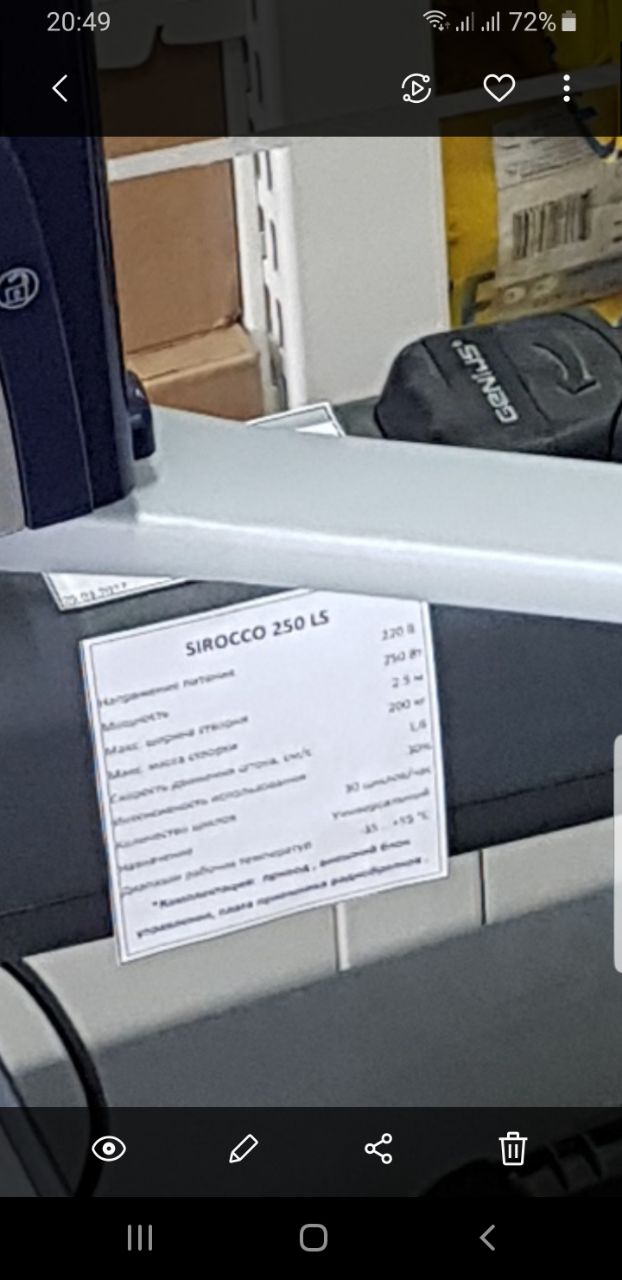 20:49
72%
GENIUS®
SIROCCO 250 LS
Напряжение питания 220 В
Мощность 250 Вт
Макс. ширина створки 2.5 м
Макс. масса створки 200 кг
Скорость движения штока, см/с 1,6
Интенсивность использования 30%
Количество циклов 30 циклов/час
Назначение Универсальный
Диапазон рабочих температур °C
*Комплектация: привод, внешний блок
управления, плата приемника